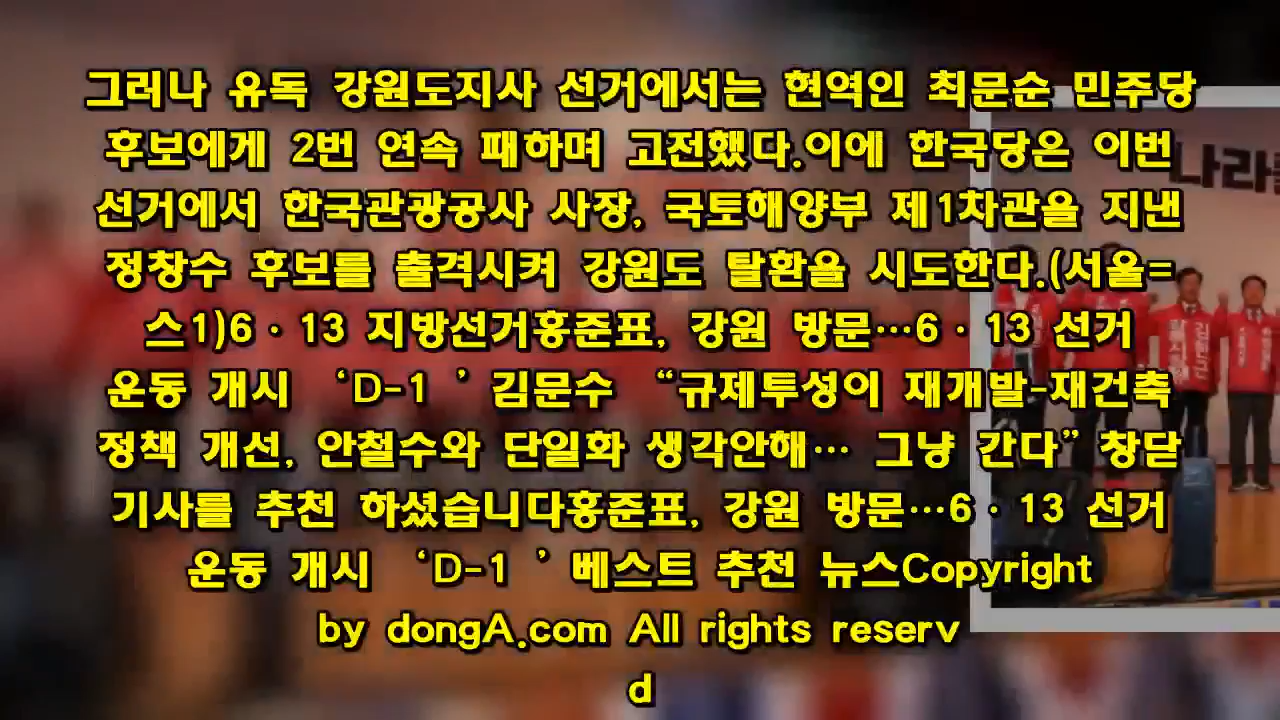 그러나 유독 강원도지사 선거에서는 현역인 최문순 민주당
후보에게 2번 연속 패하며 고전했다.이에 한국당은 이번
선거에서 한국관광공사 사장, 국토해양부 제1차관을 지낸
정창수 후보를 출격시켜 강원도 탈환을 시도한다.(서울=
스1)6·13 지방선거홍준표, 강원 방문…6·13 선거
운동 개시 ‘D-1 ’김문수 “규제투성이 재개발-재건축
정책 개선, 안철수와 단일화 생각안해… 그냥 간다”창닫
기사를 추천 하셨습니다홍준표, 강원 방문…6·13 선거
운동 개시 ‘D-1 ’베스트 추천 뉴스Copyright
by dongA.com All rights reserv
d
나라